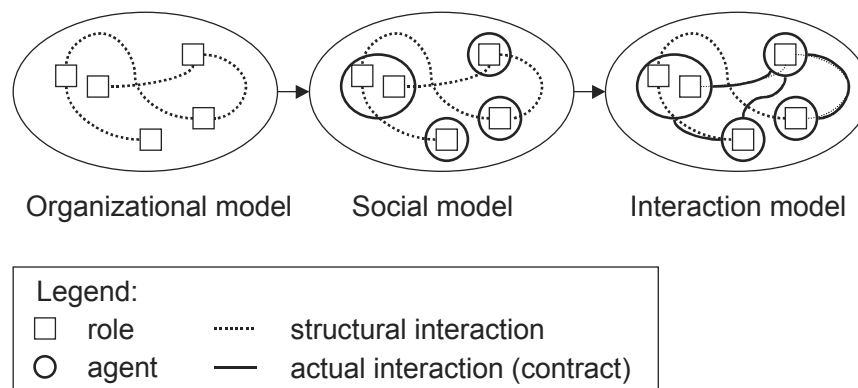 Organizational model Social model Interaction model
Legend:
role structural interaction
agent actual interaction (contract)